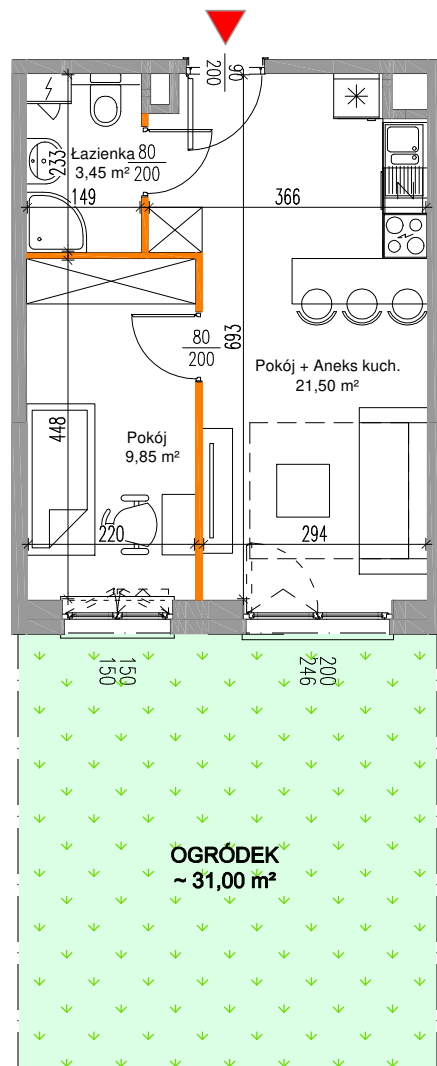 90
200
Łazienka
3,45 m²
80
200
233
149
366
80
200
693
Pokój + Aneks kuch.
21,50 m²
448
Pokój
9,85 m²
220
294
150
150
200
246
OGRÓDEK
~ 31,00 m²